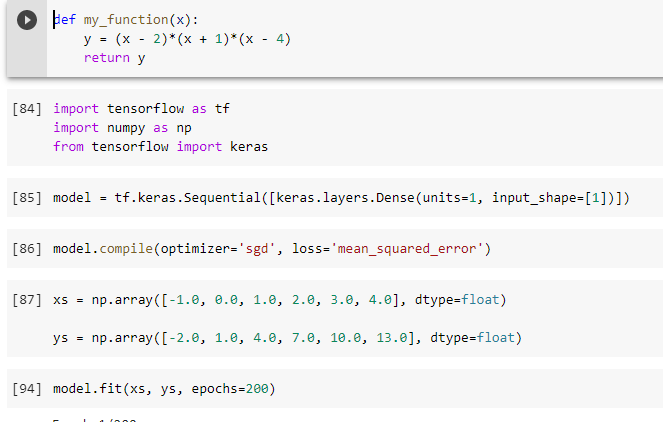 def my_function(x):
    y = (x - 2)*(x + 1)*(x - 4)
    return y
[84] import tensorflow as tf
import numpy as np
from tensorflow import keras
[85] model = tf.keras.Sequential([keras.layers.Dense(units=1, input_shape=[1])])
[86] model.compile(optimizer='sgd', loss='mean_squared_error')
[87] xs = np.array([-1.0, 0.0, 1.0, 2.0, 3.0, 4.0], dtype=float)
ys = np.array([-2.0, 1.0, 4.0, 7.0, 10.0, 13.0], dtype=float)
[94] model.fit(xs, ys, epochs=200)